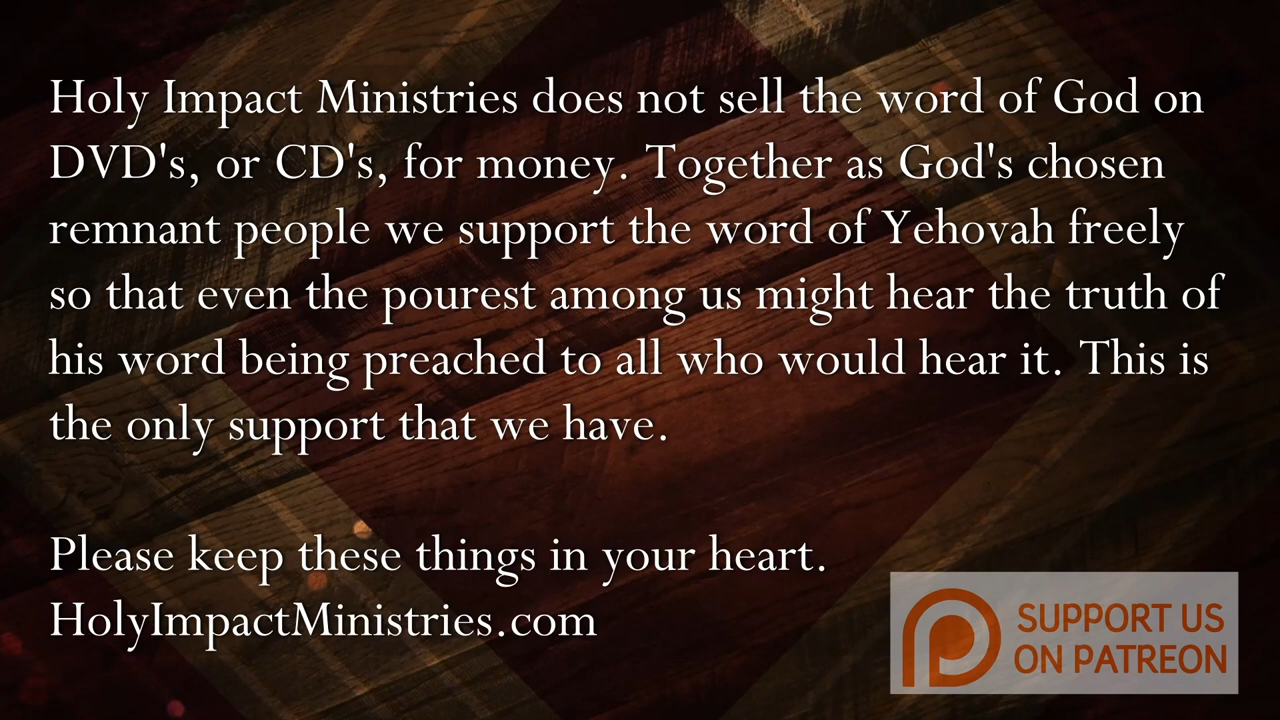 Holy Impact Ministries does not sell the word of God on
DVD's, or CD's, for money. Together as God's chosen
remnant people we support the word of Yehovah freely
so that even the pourest among us might hear the truth of
his word being preached to all who would hear it. This is
the only support that we have.
Please keep these things in your heart.
HolyImpactMinistries.com
SUPPORT US
ON PATREON